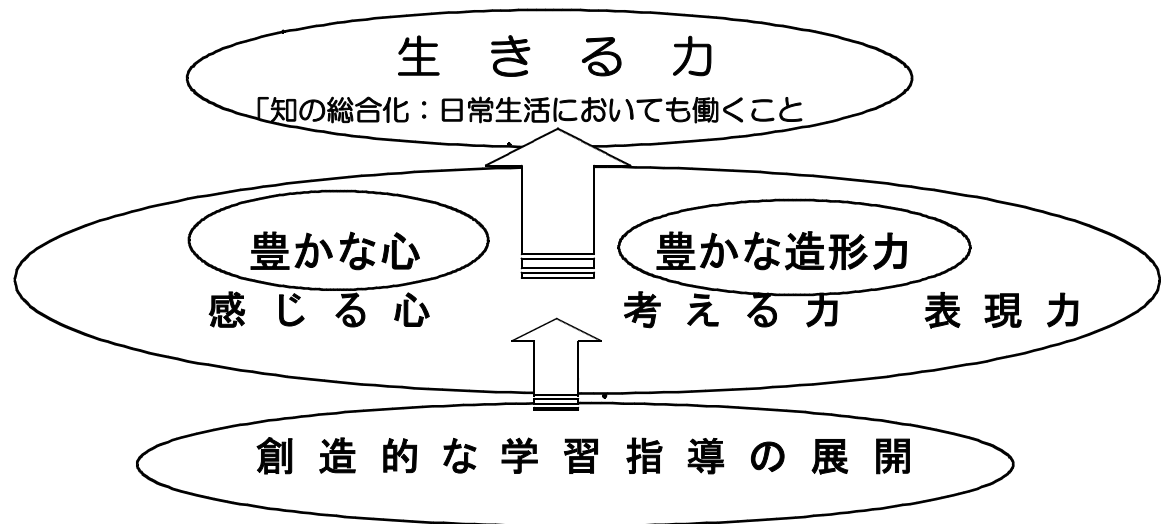 生きる力
「知の総合化：日常生活においても働くこと
豊かな心 豊かな造形力
感じる心 考える力 表現力
創造的な学習指導の展開